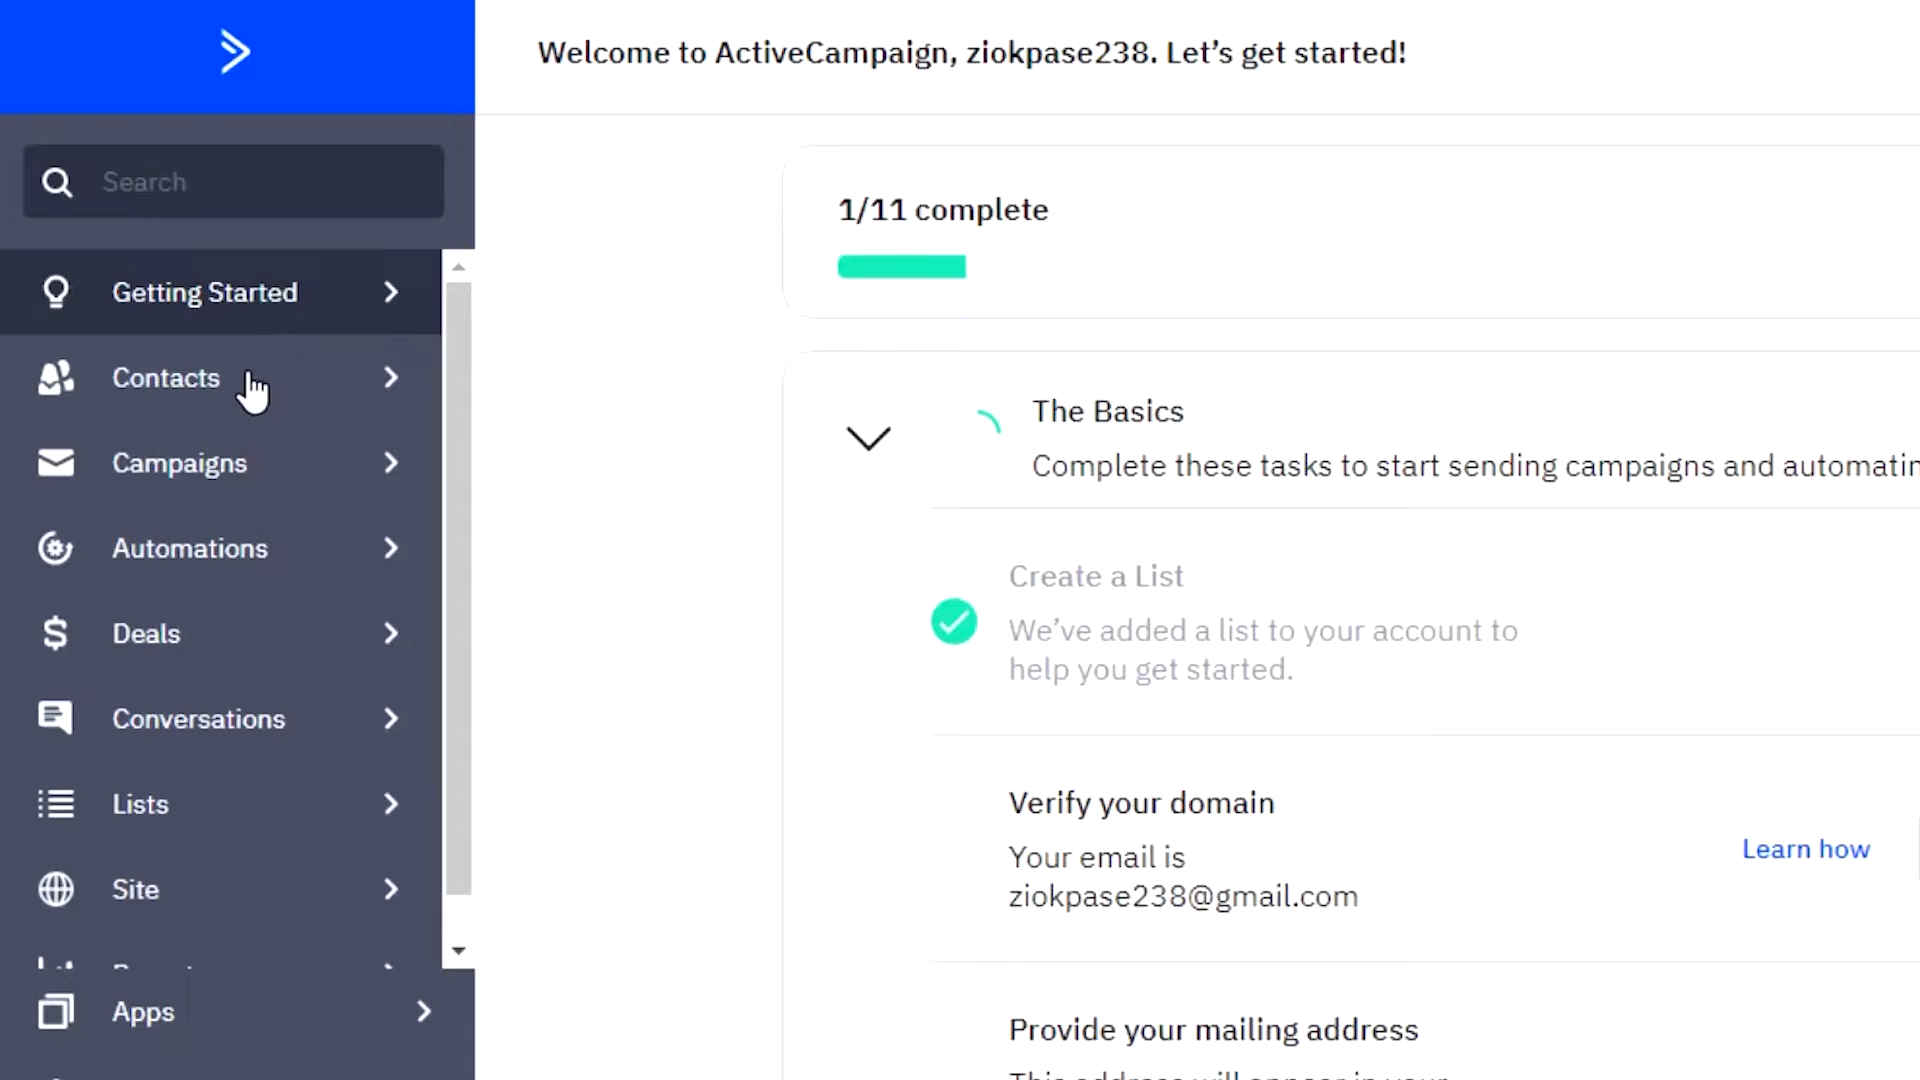 Welcome to ActiveCampaign, ziokpase238. Let's get started!
Search
Getting Started
Contacts
Campaigns
Automations
Deals
Conversations
Lists
Site
Apps
1/11 complete
The Basics
Complete these tasks to start sending campaigns and
Create a List
We've added a list to your account to
help you get started.
Verify your domain
Your email is
ziokpase238@gmail.com
Learn how
Provide your mailing address